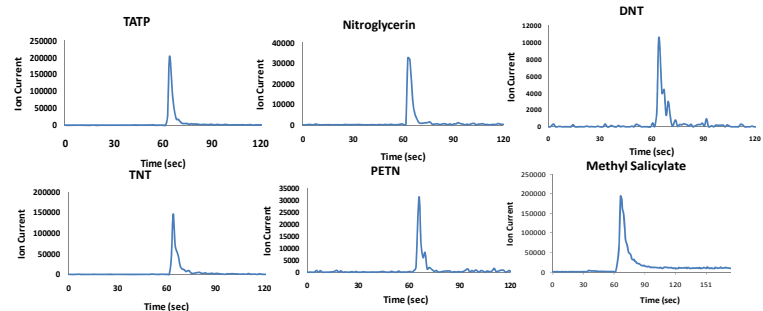 TATP
Ion Current
250000
200000
150000
100000
50000
0
0 30 60 90 120
Time (sec)
Nitroglycerin
Ion Current
40000
30000
20000
10000
0
0 30 60 90 120
Time (sec)
DNT
Ion Current
12000
10000
8000
6000
4000
2000
0
0 30 60 90 120
Time (sec)
TNT
Ion Current
200000
150000
100000
50000
0
0 30 60 90 120
Time (sec)
PETN
Ion Current
35000
30000
25000
20000
15000
10000
5000
0
0 30 60 90 120
Time (sec)
Methyl Salicylate
Ion Current
250000
200000
150000
100000
50000
0
0 30 60 90 120 151
Time (sec)